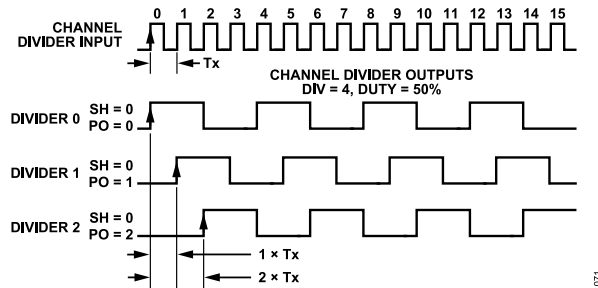 0 1 2 3 4 5 6 7 8 9 10 11 12 13 14 15
CHANNEL
DIVIDER INPUT
Tx
CHANNEL DIVIDER OUTPUTS
DIV = 4, DUTY = 50%
DIVIDER 0
SH = 0
PO = 0
DIVIDER 1
SH = 0
PO = 1
DIVIDER 2
SH = 0
PO = 2
1 × Tx
2 × Tx
071